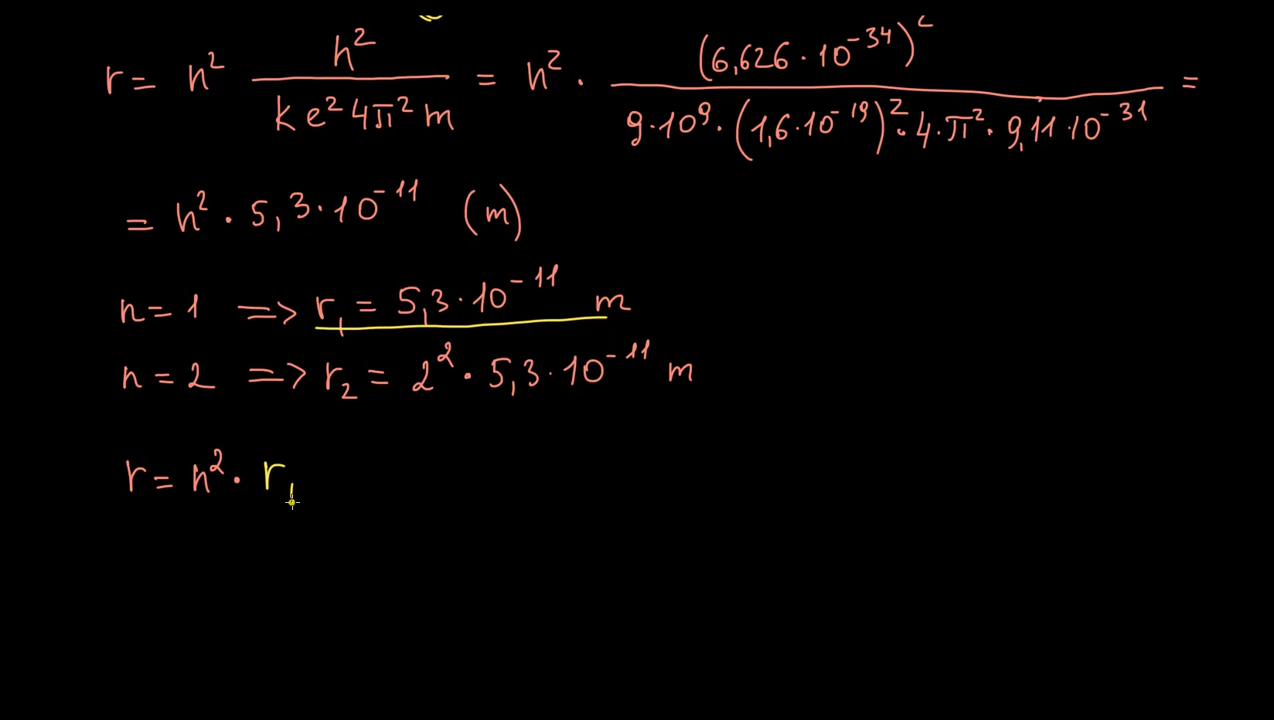 r = n² h² / (k e² 4π² m) = n² · (6,626 · 10⁻³⁴)² / (9 · 10⁹ · (1,6 · 10⁻¹⁹)² · 4 · π² · 9,11 · 10⁻³¹) =
= n² · 5,3 · 10⁻¹¹ (m)
n = 1 => r₁ = 5,3 · 10⁻¹¹ m
n = 2 => r₂ = 2² · 5,3 · 10⁻¹¹ m
r = n² · r₁